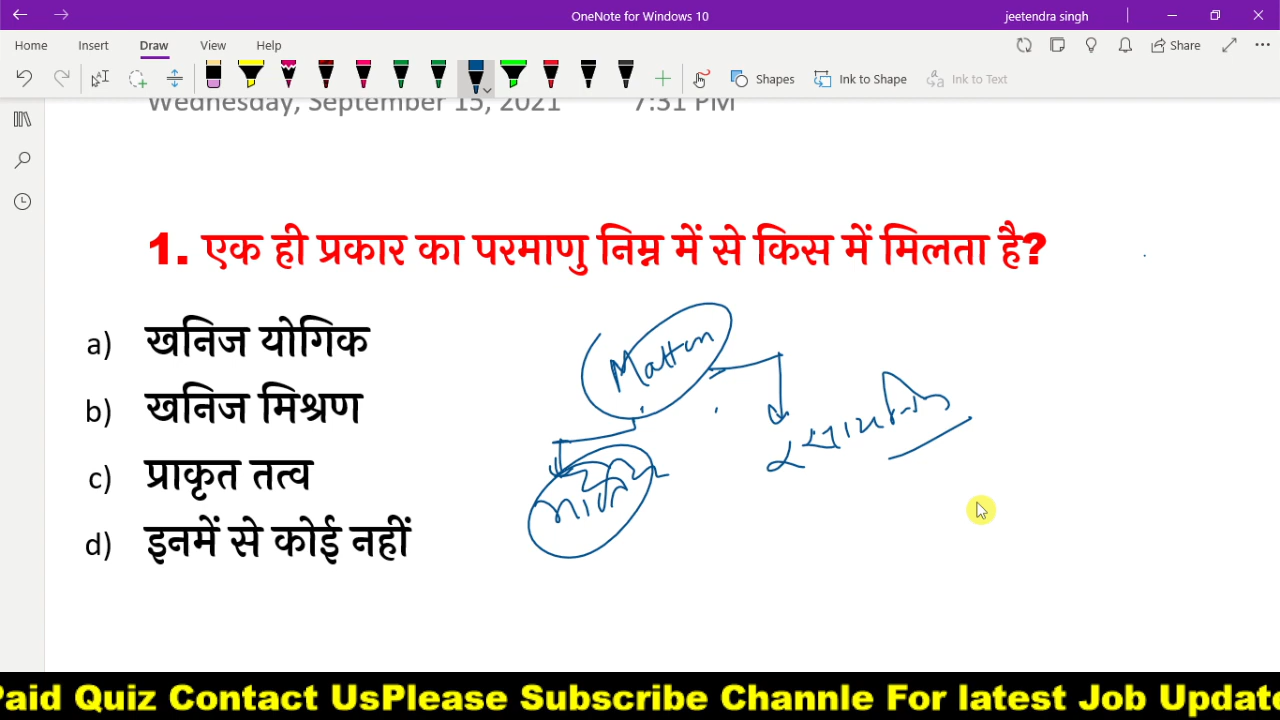 OneNote for Windows 10
jeetendra singh
Home Insert Draw View Help
Share
Shapes Ink to Shape Ink to Text
Wednesday, September 15, 2021 7:31 PM
1. एक ही प्रकार का परमाणु निम्न में से किस में मिलता है?
a) खनिज योगिक
b) खनिज मिश्रण
c) प्राकृत तत्व
d) इनमें से कोई नहीं
Paid Quiz Contact UsPlease Subscribe Channle For latest Job Update